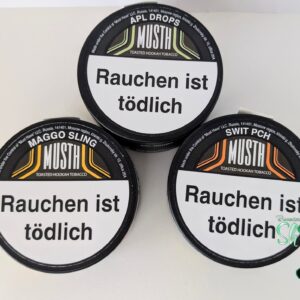 APL DROPS
MUSTH
TOASTED HOOKAH TOBACCO
Rauchen ist
tödlich
MAGGO SLING
MUSTH
TOASTED HOOKAH TOBACCO
Rauchen ist
tödlich
SWIT PCH
MUSTH
TOASTED HOOKAH TOBACCO
Rauchen ist
tödlich